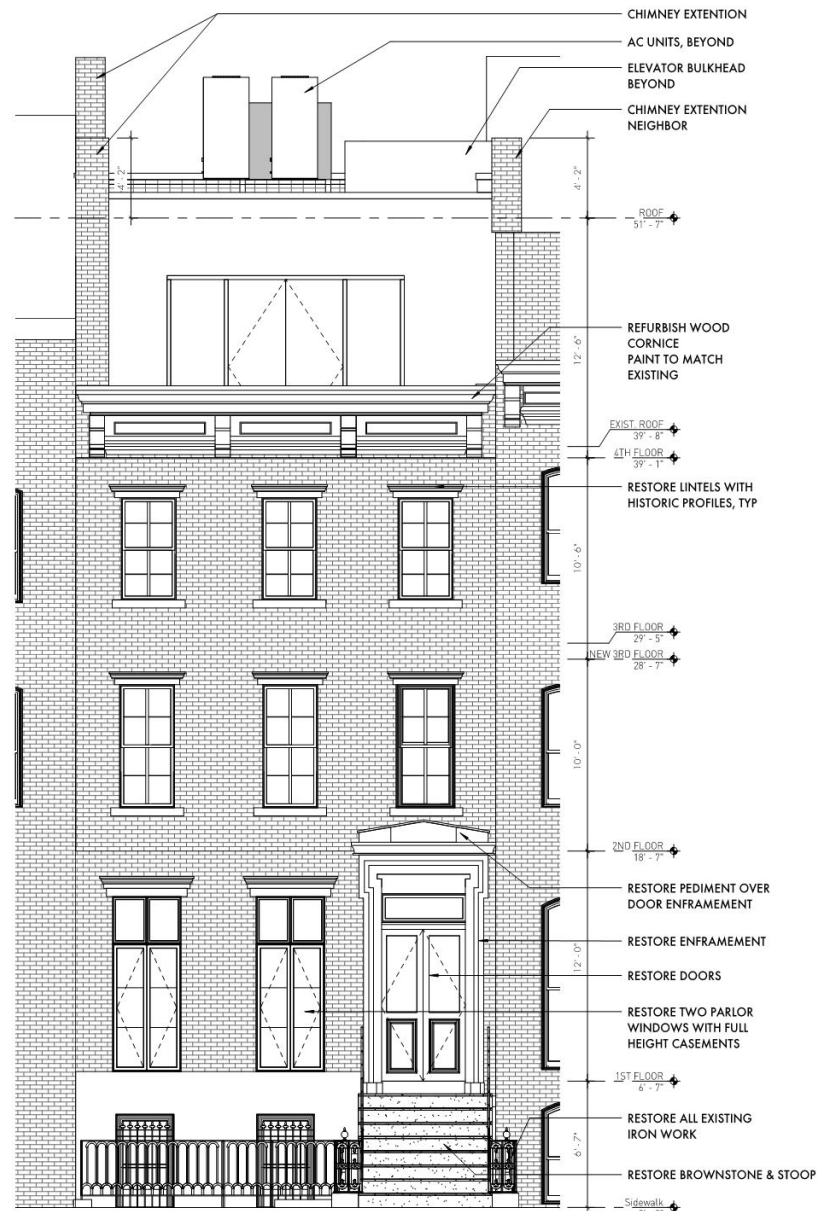 CHIMNEY EXTENTION
AC UNITS, BEYOND
ELEVATOR BULKHEAD
BEYOND
CHIMNEY EXTENTION
NEIGHBOR
4' - 2"
4' - 2"
ROOF
51' - 7"
REFURBISH WOOD
CORNICE
PAINT TO MATCH
EXISTING
12' - 6"
EXIST. ROOF
39' - 8"
4TH FLOOR
39' - 1"
RESTORE LINTELS WITH
HISTORIC PROFILES, TYP
10' - 6"
3RD FLOOR
29' - 5"
NEW 3RD FLOOR
28' - 7"
10' - 0"
2ND FLOOR
18' - 7"
RESTORE PEDIMENT OVER
DOOR ENFRAMEMENT
RESTORE ENFRAMEMENT
12' - 0"
RESTORE DOORS
RESTORE TWO PARLOR
WINDOWS WITH FULL
HEIGHT CASEMENTS
1ST FLOOR
6' - 7"
RESTORE ALL EXISTING
IRON WORK
6' - 7"
RESTORE BROWNSTONE & STOOP
Sidewalk